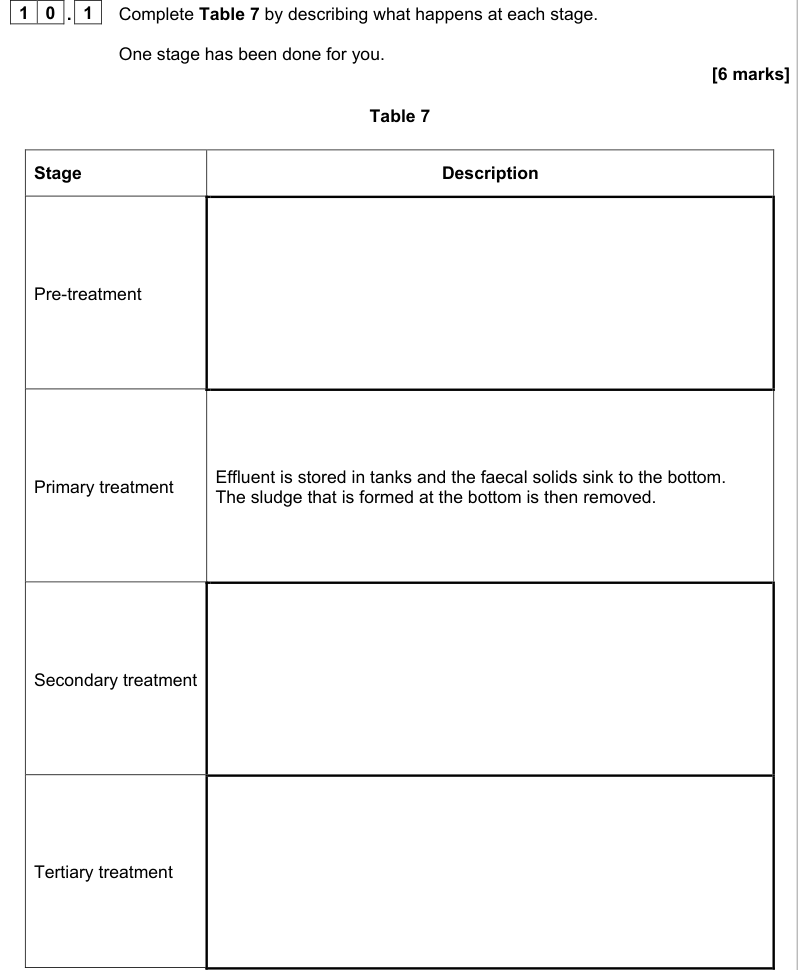 10.1 Complete Table 7 by describing what happens at each stage.
One stage has been done for you.
[6 marks]
Table 7
Stage Description
Pre-treatment
Primary treatment
Effluent is stored in tanks and the faecal solids sink to the bottom.
The sludge that is formed at the bottom is then removed.
Secondary treatment
Tertiary treatment